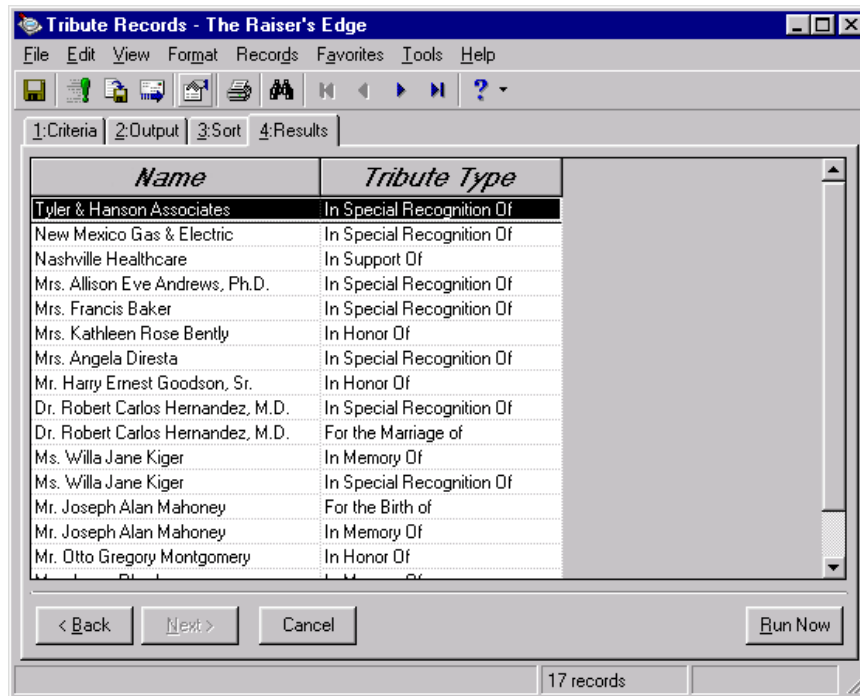 Tribute Records - The Raiser's Edge
File Edit View Format Records Favorites Tools Help
1:Criteria 2:Output 3:Sort 4:Results
Name Tribute Type
Tyler & Hanson Associates In Special Recognition Of
New Mexico Gas & Electric In Special Recognition Of
Nashville Healthcare In Support Of
Mrs. Allison Eve Andrews, Ph.D. In Special Recognition Of
Mrs. Francis Baker In Special Recognition Of
Mrs. Kathleen Rose Bently In Honor Of
Mrs. Angela Diresta In Special Recognition Of
Mr. Harry Ernest Goodson, Sr. In Honor Of
Dr. Robert Carlos Hernandez, M.D. In Special Recognition Of
Dr. Robert Carlos Hernandez, M.D. For the Marriage of
Ms. Willa Jane Kiger In Memory Of
Ms. Willa Jane Kiger In Special Recognition Of
Mr. Joseph Alan Mahoney For the Birth of
Mr. Joseph Alan Mahoney In Memory Of
Mr. Otto Gregory Montgomery In Honor Of
< Back Next > Cancel Run Now
17 records